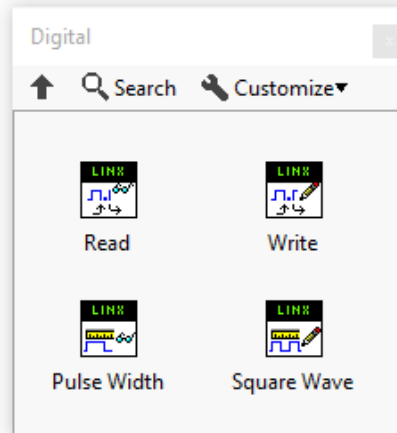 Digital
x
Search Customize
LINX LINX
Read Write
LINX LINX
Pulse Width Square Wave